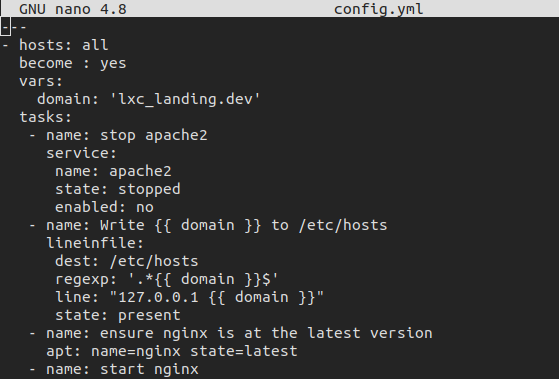 GNU nano 4.8 config.yml
---
- hosts: all
  become : yes
  vars:
    domain: 'lxc_landing.dev'
  tasks:
   - name: stop apache2
     service:
      name: apache2
      state: stopped
      enabled: no
   - name: Write {{ domain }} to /etc/hosts
     lineinfile:
      dest: /etc/hosts
      regexp: '.*{{ domain }}$'
      line: "127.0.0.1 {{ domain }}"
      state: present
   - name: ensure nginx is at the latest version
     apt: name=nginx state=latest
   - name: start nginx